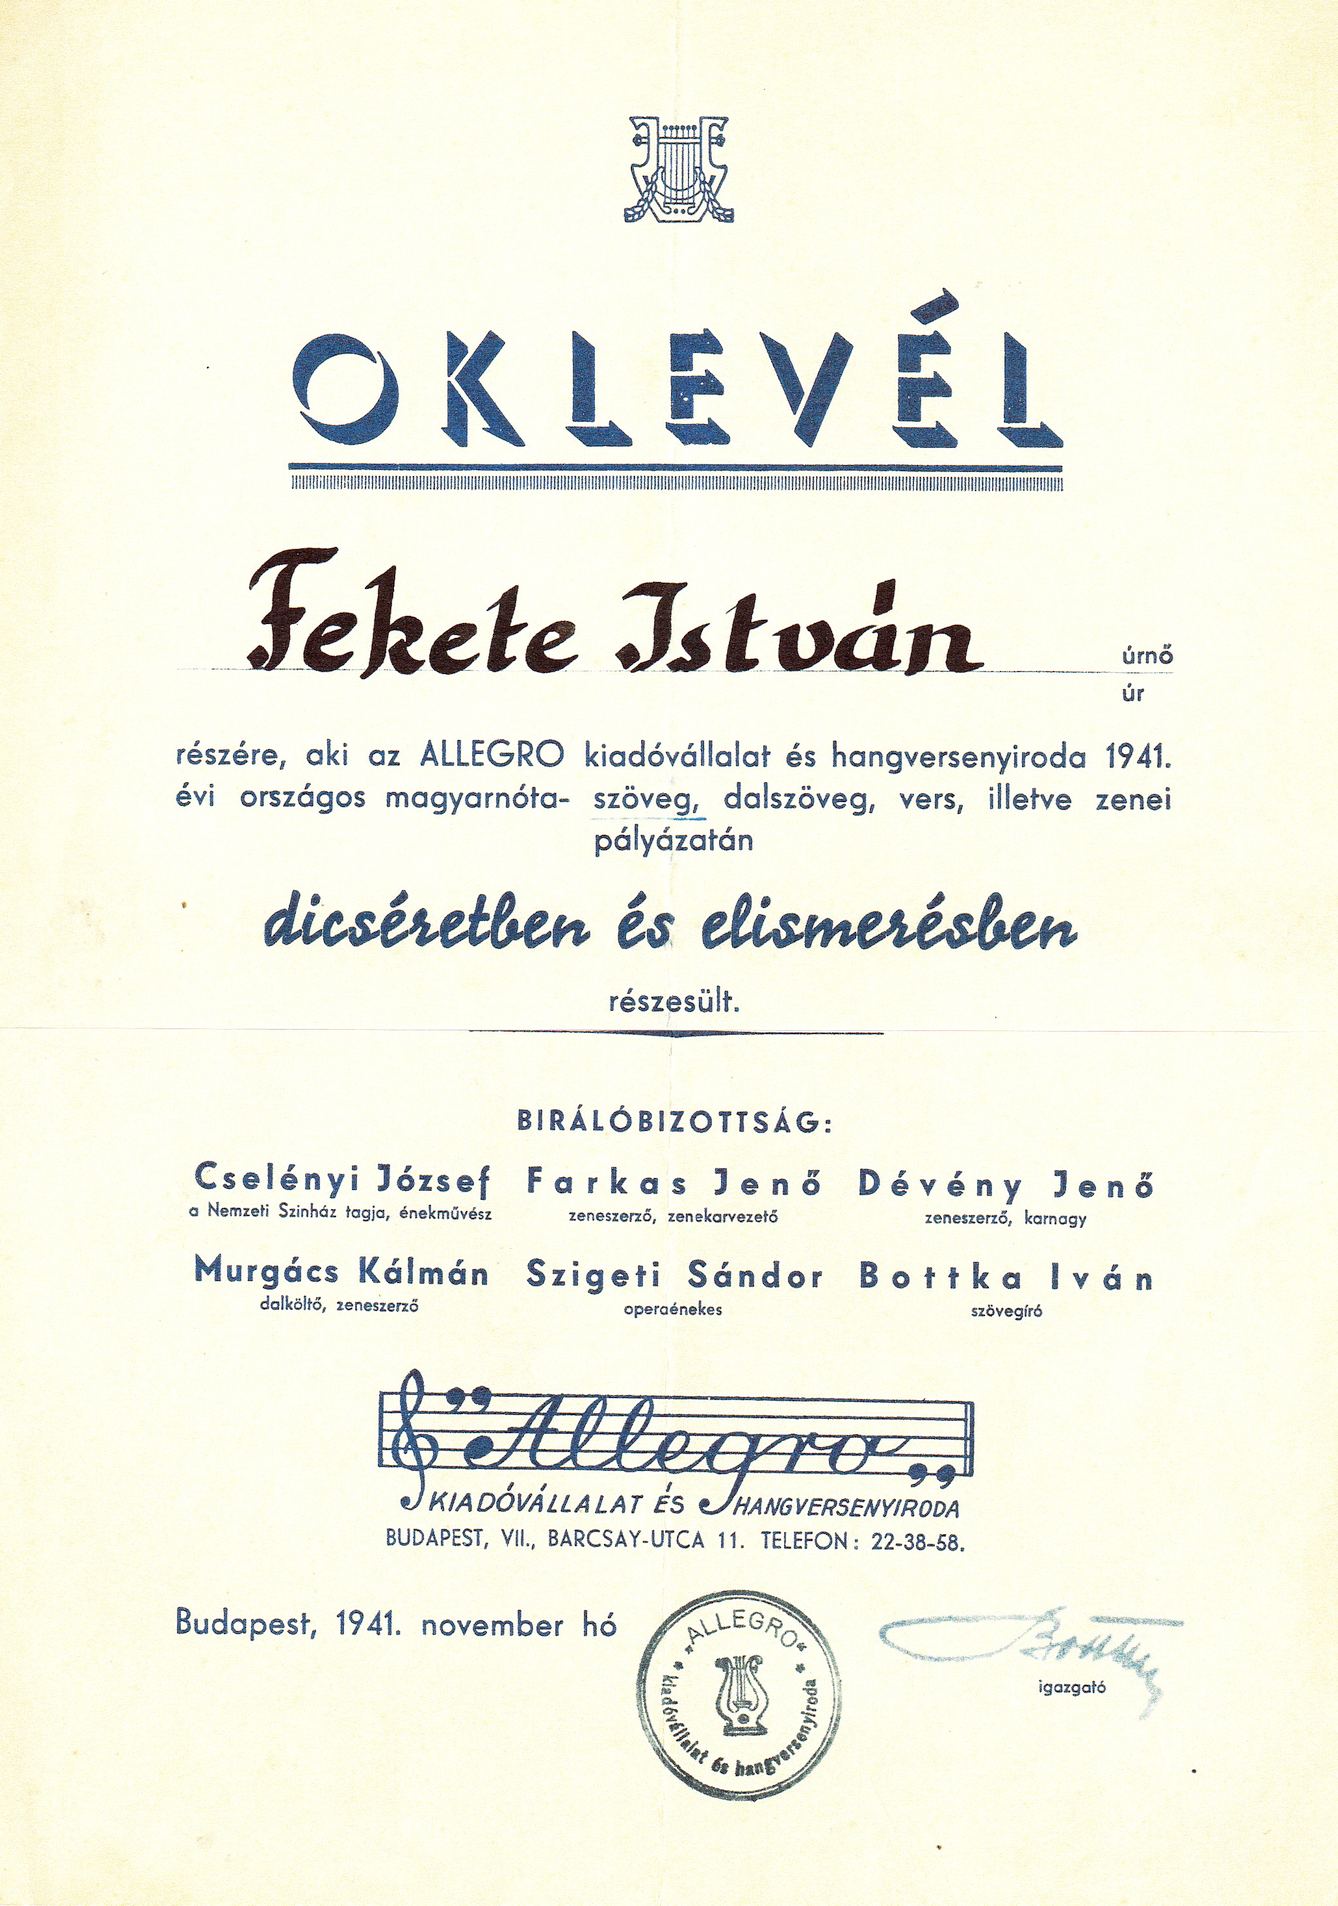 OKLEVÉL
Fekete István úrnő
úr
részére, aki az ALLEGRO kiadóvállalat és hangversenyiroda 1941.
évi országos magyarnóta- szöveg, dalszöveg, vers, illetve zenei
pályázatán
dicséretben és elismerésben
részesült.
BIRÁLÓBIZOTTSÁG:
Cselényi József Farkas Jenő Dévény Jenő
a Nemzeti Szinház tagja, énekművész zeneszerző, zenekarvezető zeneszerző, karnagy
Murgács Kálmán Szigeti Sándor Bottka Iván
dalköltő, zeneszerző operaénekes szövegíró
"Allegro"
KIADÓVÁLLALAT ÉS HANGVERSENYIRODA
BUDAPEST, VII., BARCSAY-UTCA 11. TELEFON: 22-38-58.
Budapest, 1941. november hó
„ALLEGRO“
* kiadóvállalat és hangversenyiroda *
igazgató